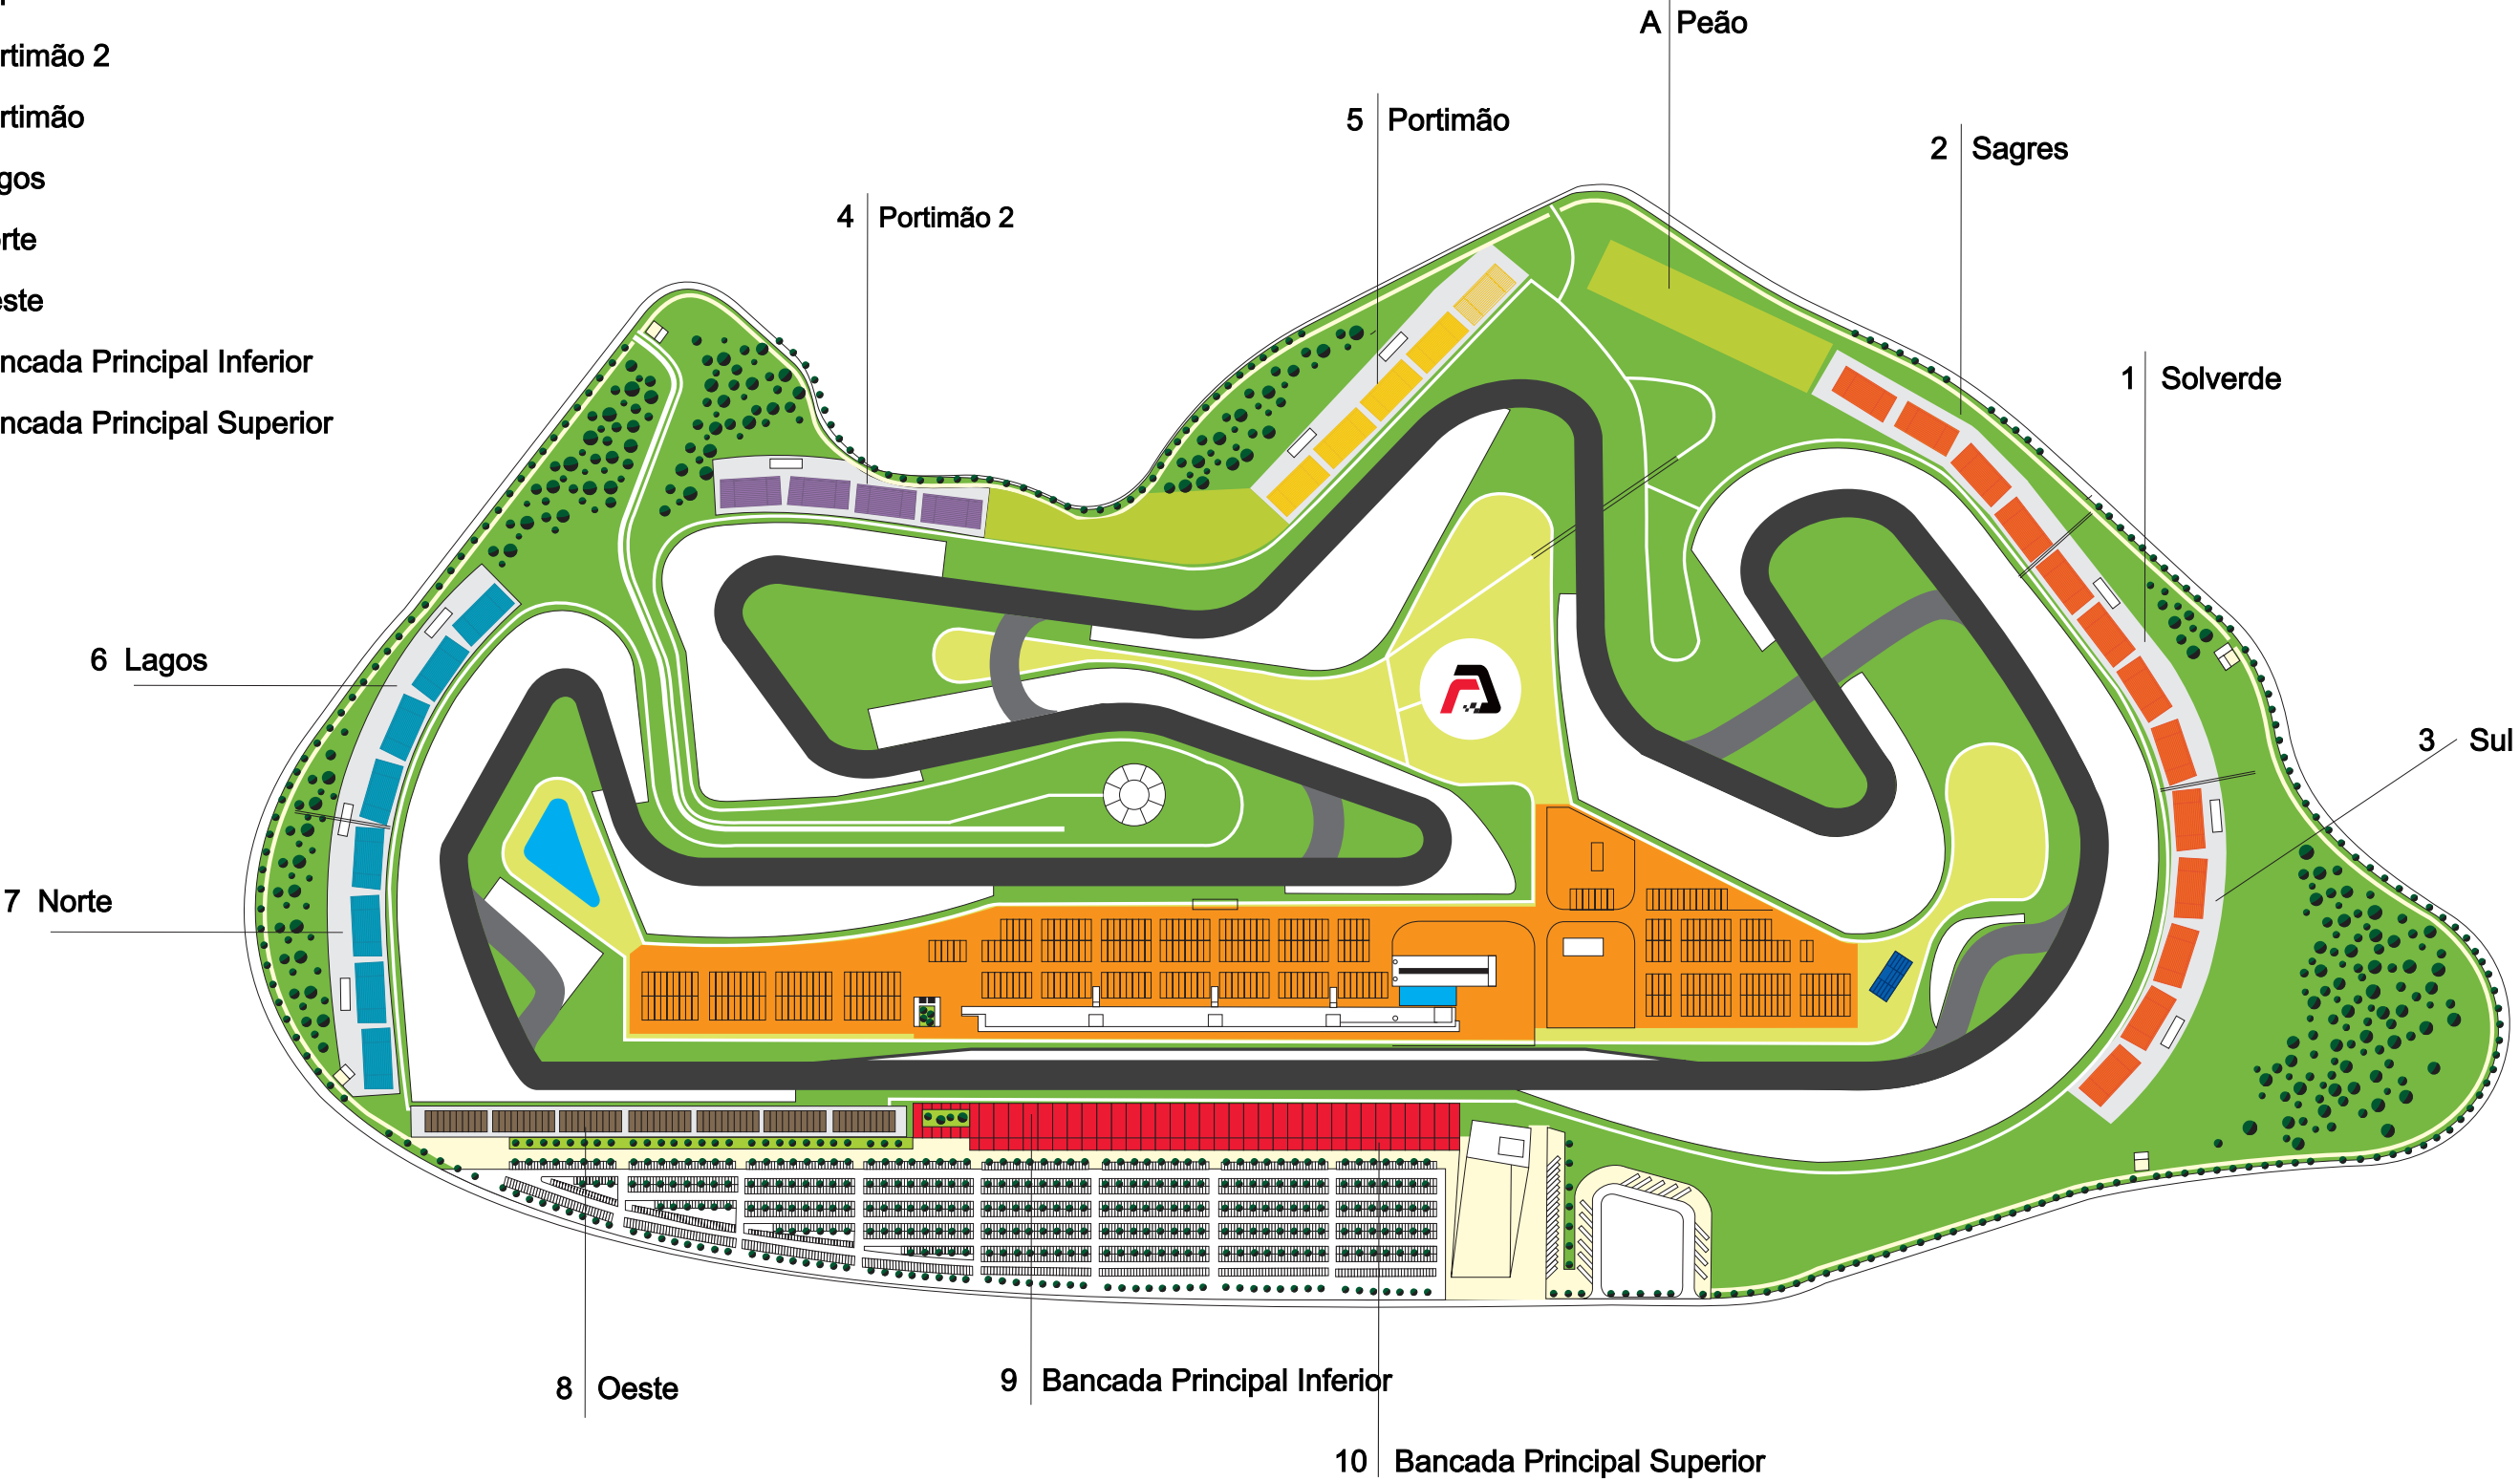 rtimão 2
rtimão
gos
rte
este
ncada Principal Inferior
ncada Principal Superior
A Peão
5 Portimão
2 Sagres
4 Portimão 2
1 Solverde
6 Lagos
3 Sul
7 Norte
8 Oeste
9 Bancada Principal Inferior
10 Bancada Principal Superior